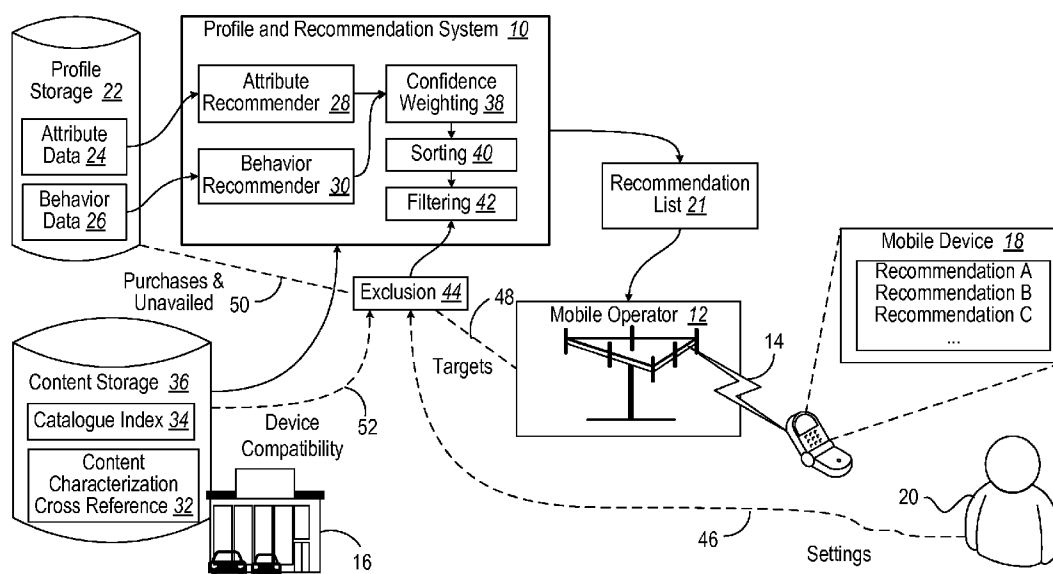 Profile and Recommendation System 10
Profile
Storage 22
Attribute
Data 24
Behavior
Data 26
Attribute
Recommender 28
Behavior
Recommender 30
Confidence
Weighting 38
Sorting 40
Filtering 42
Recommendation
List 21
Mobile Device 18
Recommendation A
Recommendation B
Recommendation C
...
Purchases &
Unavailed 50
Exclusion 44
48
Targets
Mobile Operator 12
14
Content Storage 36
Catalogue Index 34
Content
Characterization
Cross Reference 32
52
Device
Compatibility
16
46
Settings
20